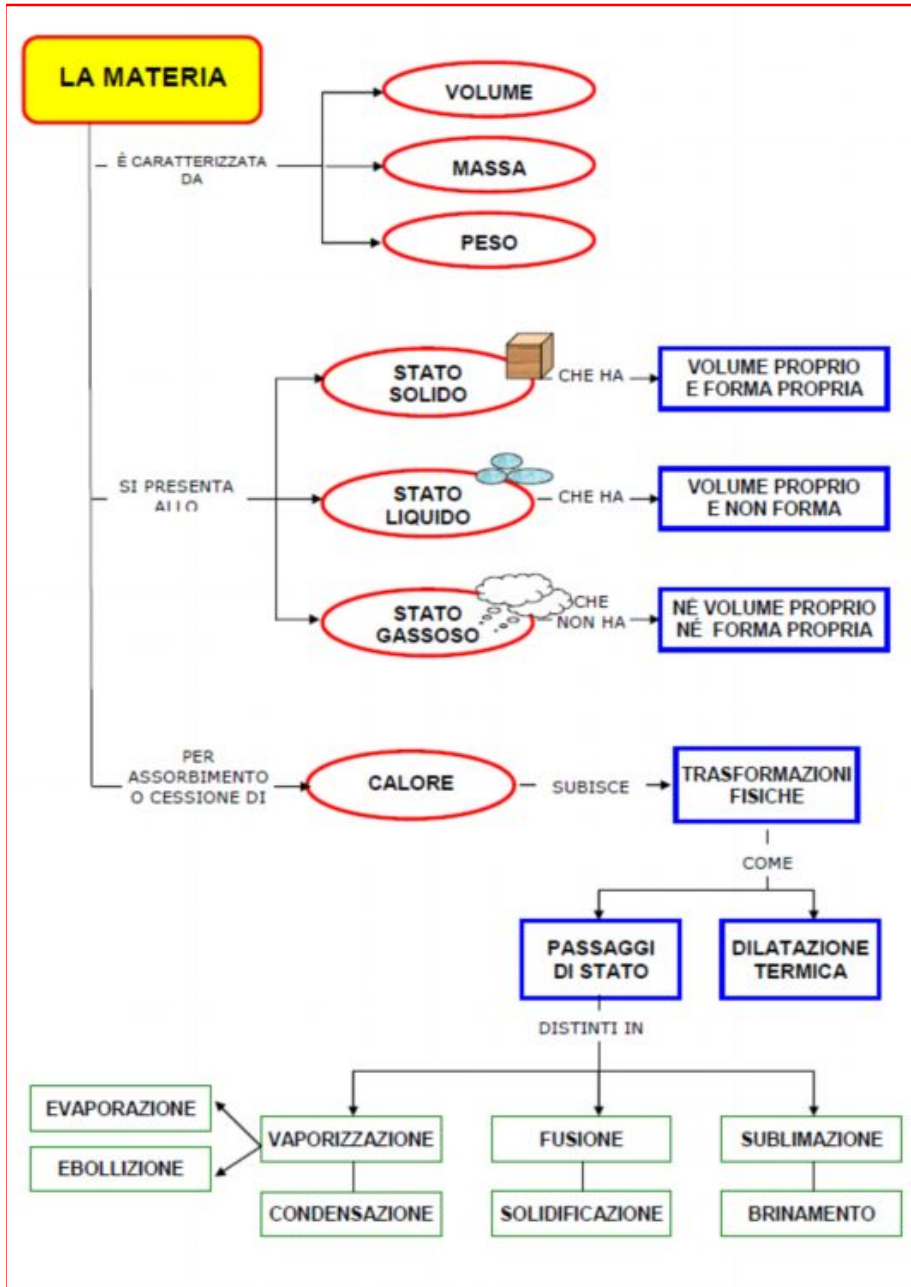 LA MATERIA
VOLUME
È CARATTERIZZATA
DA
MASSA
PESO
STATO
SOLIDO
CHE HA
VOLUME PROPRIO
E FORMA PROPRIA
SI PRESENTA
ALLO
STATO
LIQUIDO
CHE HA
VOLUME PROPRIO
E NON FORMA
STATO
GASSOSO
CHE
NON HA
NÉ VOLUME PROPRIO
NÉ FORMA PROPRIA
PER
ASSORBIMENTO
O CESSIONE DI
CALORE
SUBISCE
TRASFORMAZIONI
FISICHE
COME
PASSAGGI
DI STATO
DILATAZIONE
TERMICA
DISTINTI IN
EVAPORAZIONE
EBOLLIZIONE
VAPORIZZAZIONE
FUSIONE
SUBLIMAZIONE
CONDENSAZIONE
SOLIDIFICAZIONE
BRINAMENTO